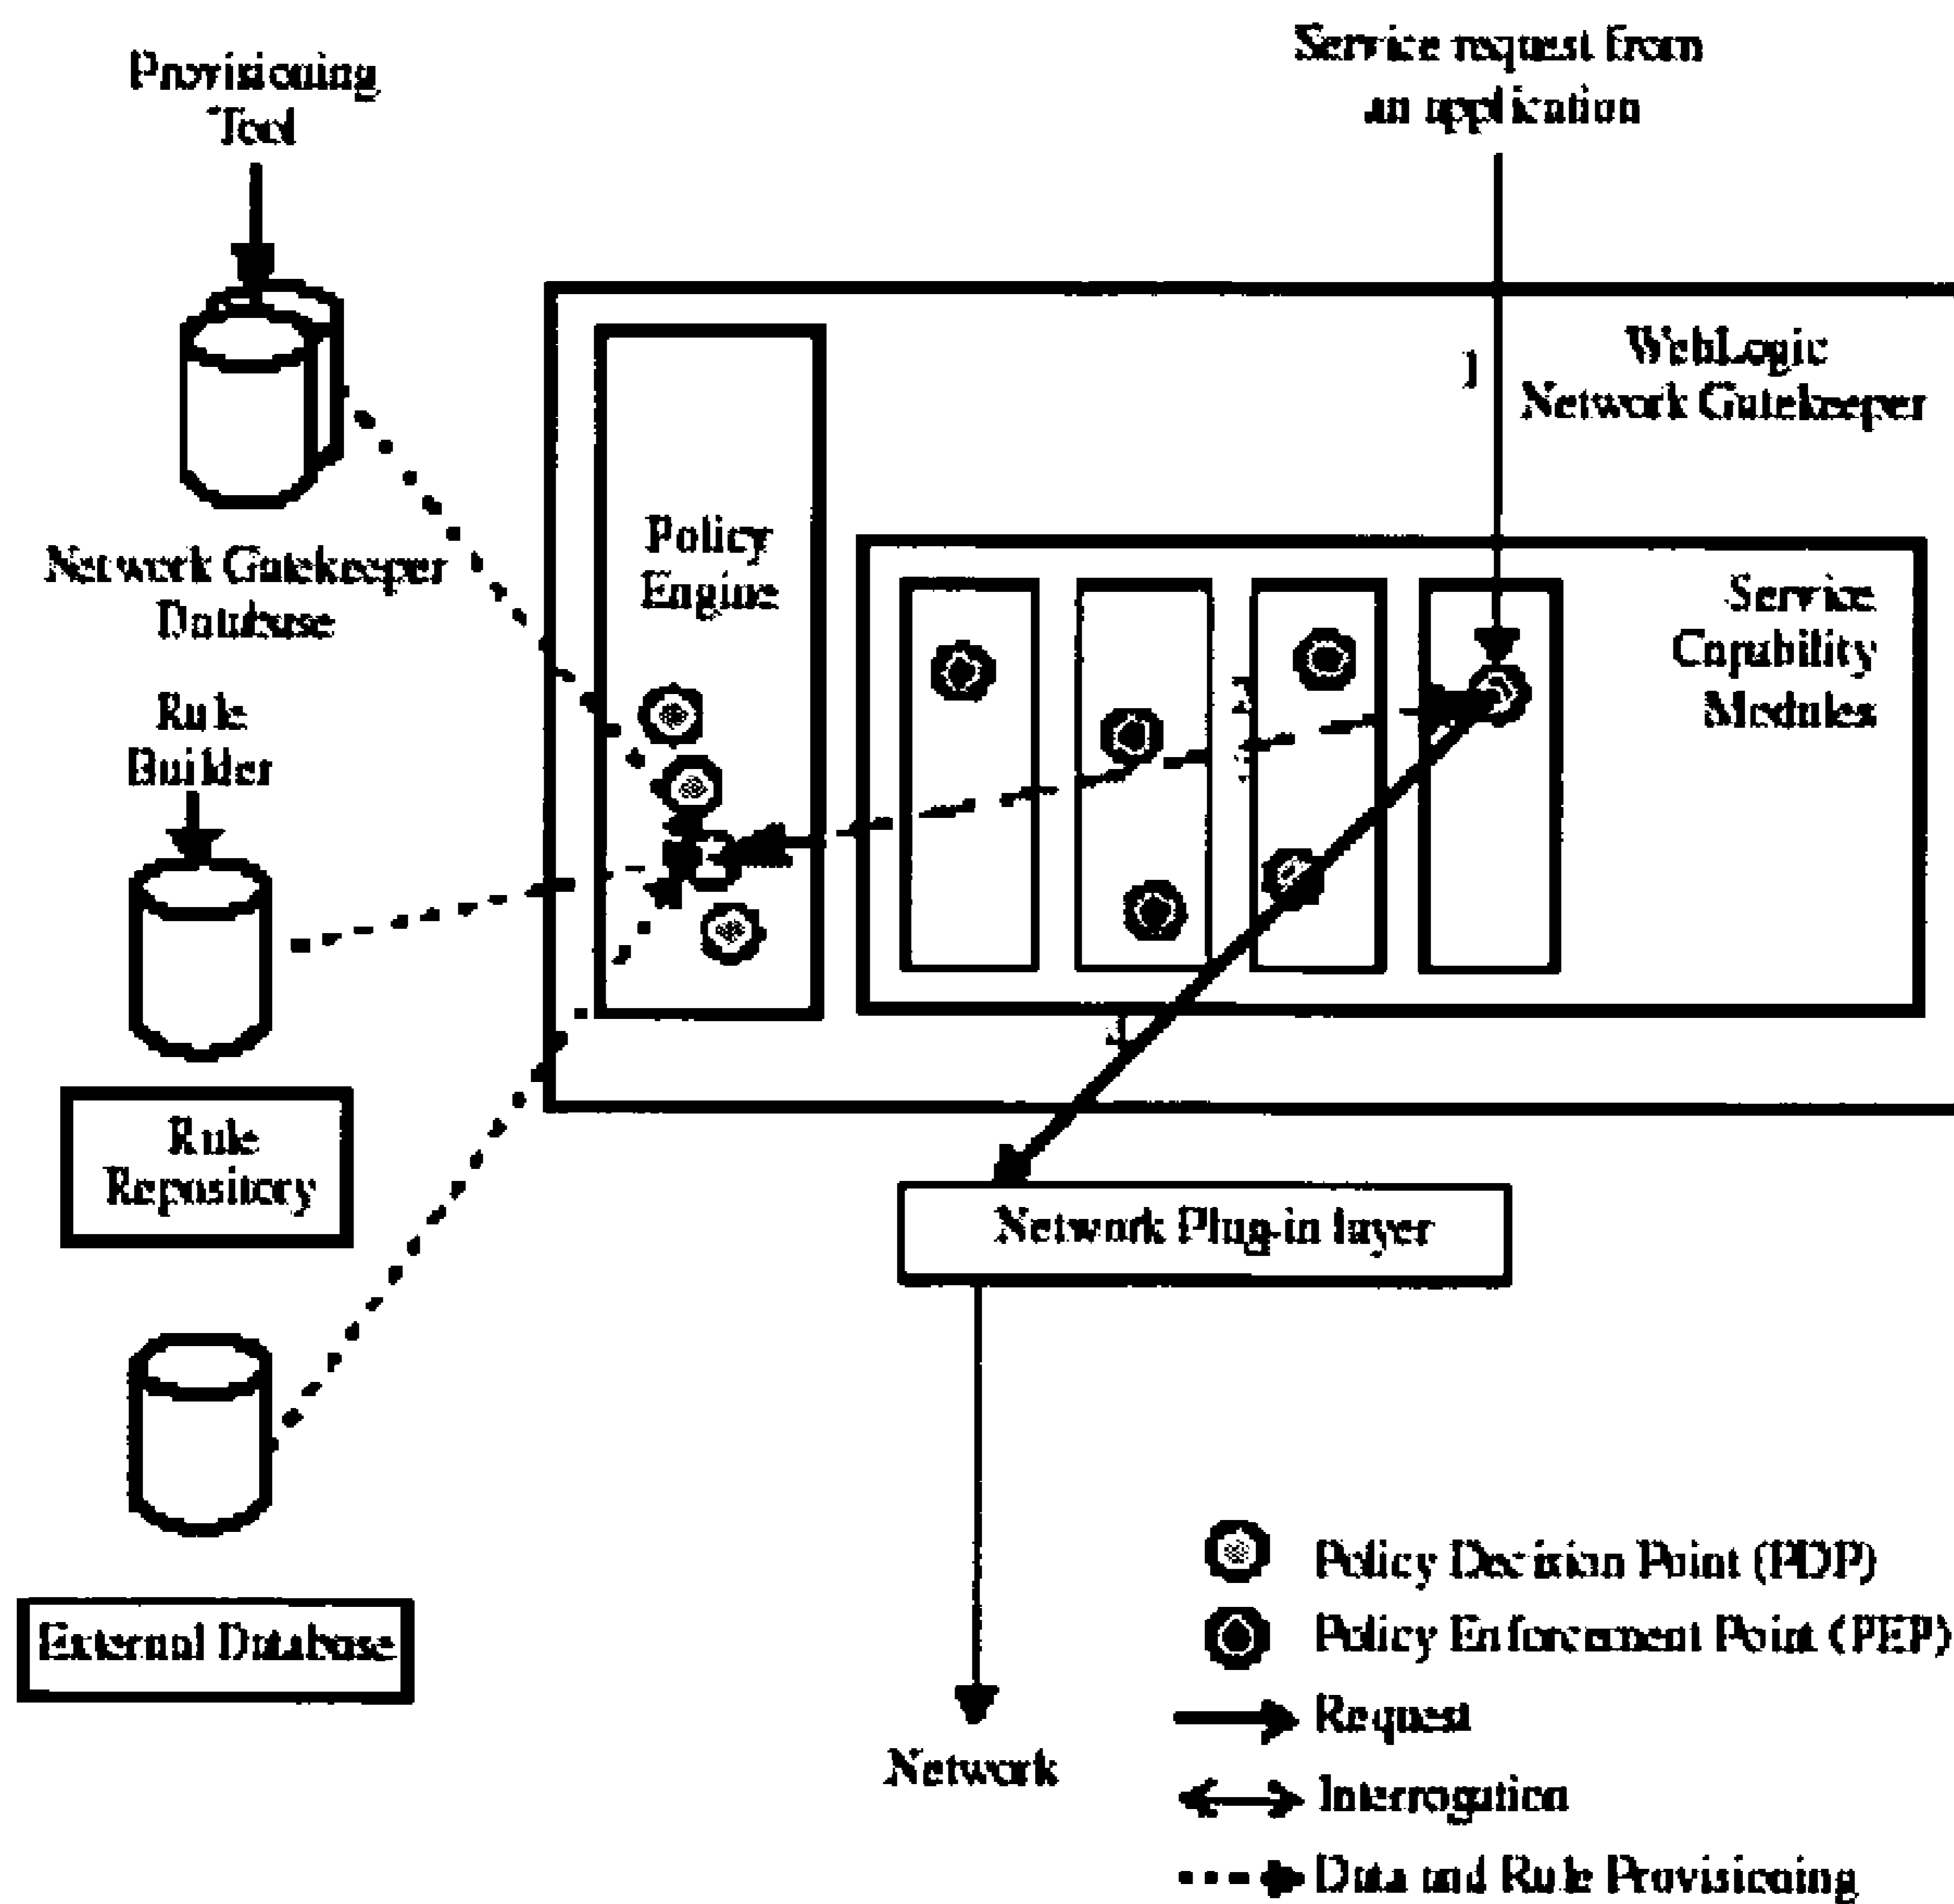 Provisioning
Tool
Service request from
an application
1
WebLogic
Network Gatekeeper
Network Gatekeeper
Database
Policy
Engine
Service
Capability
Modules
Rule
Builder
Rule
Repository
Network Plug-in layer
External Database
Network
Policy Decision Point (PDP)
Policy Enforcement Point (PEP)
Request
Interrogation
Data and Rule Provisioning